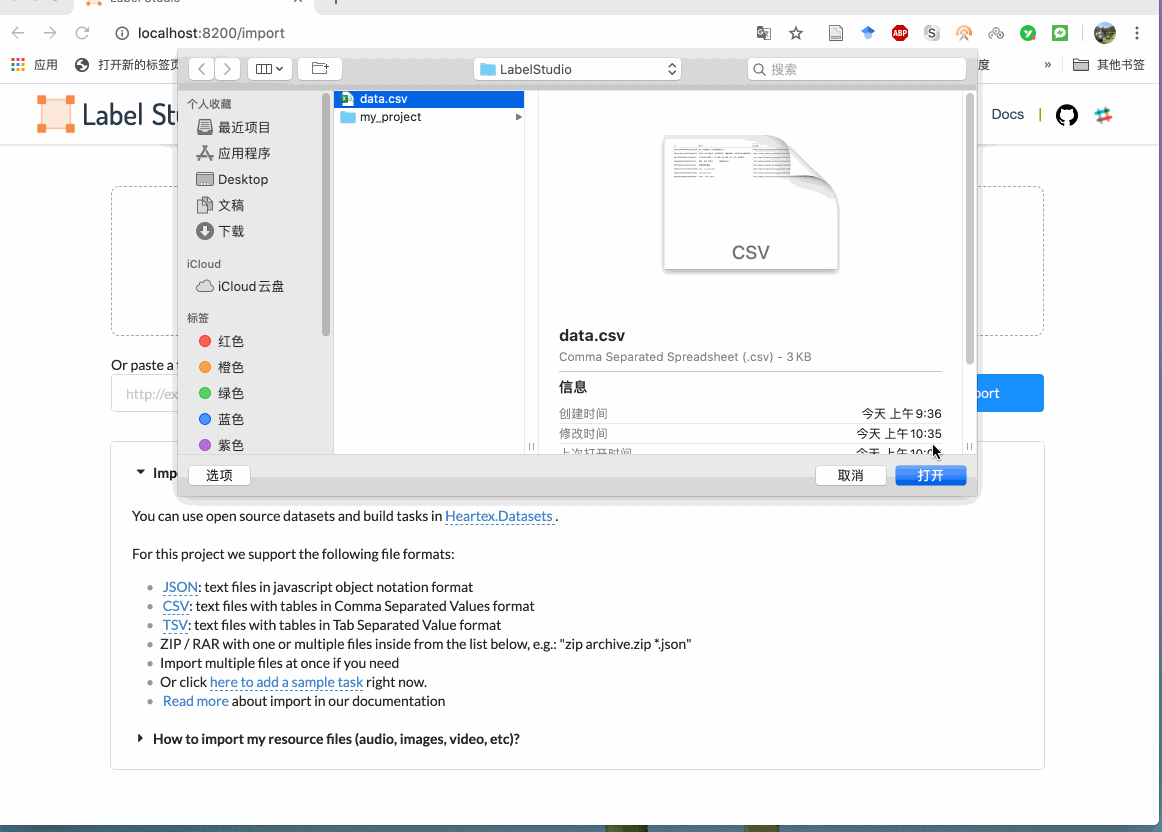 Label Studio
localhost:8200/import
ABP
S
应用
打开新的标签页
度
»
其他书签
LabelStudio
搜索
Label Stu
Docs
个人收藏
最近项目
应用程序
Desktop
文稿
下载
iCloud
iCloud云盘
标签
红色
橙色
绿色
蓝色
紫色
data.csv
my_project
CSV
data.csv
Comma Separated Spreadsheet (.csv) - 3 KB
信息
创建时间 今天 上午9:36
修改时间 今天 上午10:35
上次打开时间 今天 上午
选项
取消
打开
Or paste a
http://ex
port
Imp
You can use open source datasets and build tasks in Heartex.Datasets .
For this project we support the following file formats:
JSON: text files in javascript object notation format
CSV: text files with tables in Comma Separated Values format
TSV: text files with tables in Tab Separated Value format
ZIP / RAR with one or multiple files inside from the list below, e.g.: "zip archive.zip *.json"
Import multiple files at once if you need
Or click here to add a sample task right now.
Read more about import in our documentation
How to import my resource files (audio, images, video, etc)?